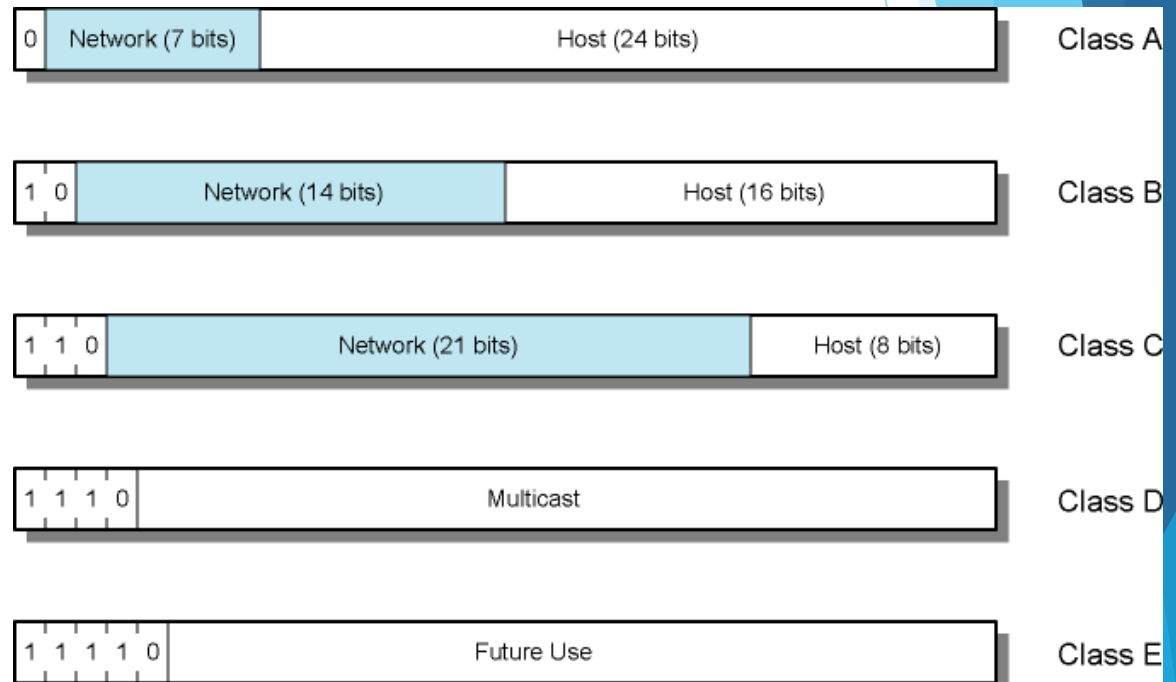 0 Network (7 bits) Host (24 bits) Class A
1 0 Network (14 bits) Host (16 bits) Class B
1 1 0 Network (21 bits) Host (8 bits) Class C
1 1 1 0 Multicast Class D
1 1 1 1 0 Future Use Class E